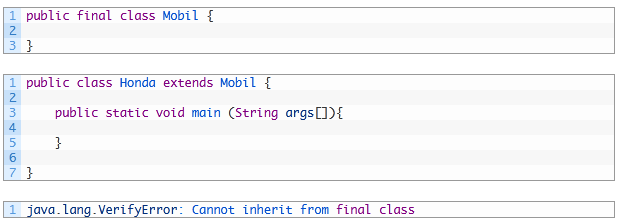 1 public final class Mobil {
2
3 }
1 public class Honda extends Mobil {
2
3     public static void main (String args[]){
4
5     }
6
7 }
1 java.lang.VerifyError: Cannot inherit from final class